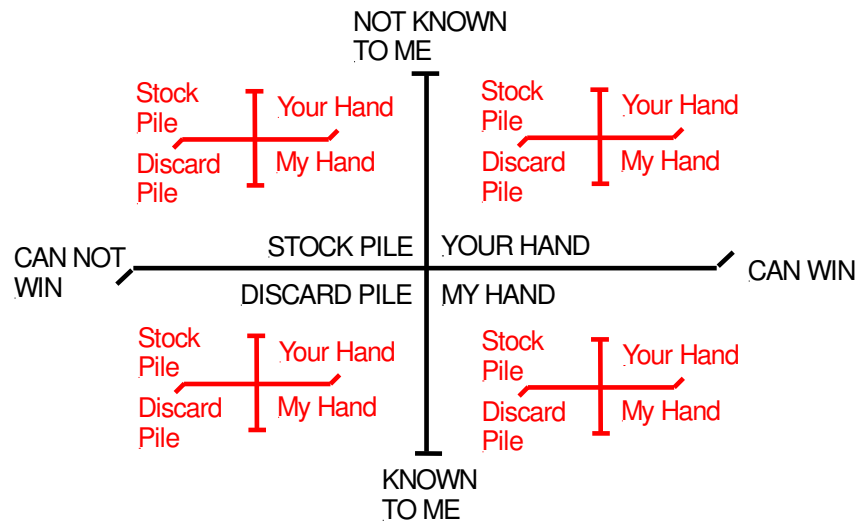 NOT KNOWN
TO ME
Stock
Pile
Your Hand
Discard
Pile
My Hand
Stock
Pile
Your Hand
Discard
Pile
My Hand
CAN NOT
WIN
STOCK PILE
YOUR HAND
CAN WIN
DISCARD PILE
MY HAND
Stock
Pile
Your Hand
Discard
Pile
My Hand
Stock
Pile
Your Hand
Discard
Pile
My Hand
KNOWN
TO ME